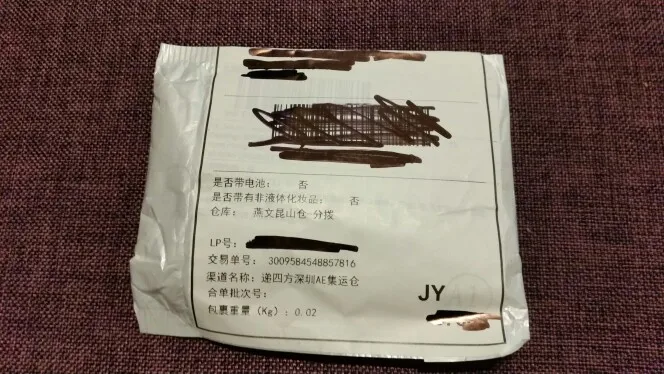 是否带电池： 否
是否带有非液体化妆品： 否
仓库： 燕文昆山仓-分拨
LP号：
交易单号： 3009584548857816
渠道名称：递四方深圳AE集运仓
合单批次号：
JY
包裹重量（Kg）：0.02